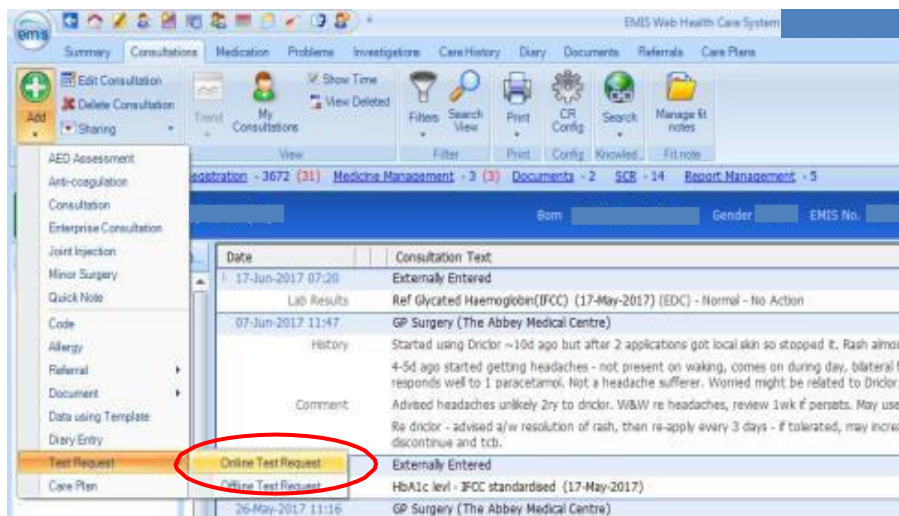 emis
EMIS Web Health Care System
Summary Consultations Medication Problems Investigations Care History Diary Documents Referrals Care Plans
Add
Edit Consultation
Delete Consultation
Sharing
Trend
My Consultations
Show Time
View Deleted
View
Filters
Search View
Filter
Print
Print
CR Config
Config
Search
Knowled...
Manage fit notes
Fit note
AED Assessment
Anti-coagulation
Consultation
Enterprise Consultation
Joint Injection
Minor Surgery
Quick Note
Code
Allergy
Referral
Document
Data using Template
Diary Entry
Test Request
Care Plan
Online Test Request
Offline Test Request
egistration - 3672 (31) Medicine Management - 3 (3) Documents - 2 SCR - 14 Report Management - 5
Born Gender EMIS No.
Date Consultation Text
17-Jun-2017 07:20 Externally Entered
Lab Results Ref Glycated Haemoglobin(IFCC) (17-May-2017) (EDC) - Normal - No Action
07-Jun-2017 11:47 GP Surgery (The Abbey Medical Centre)
History Started using Driclor ~10d ago but after 2 applications got local skin so stopped it. Rash almo
4-5d ago started getting headaches - not present on waking, comes on during day, bilateral f
responds well to 1 paracetamol. Not a headache sufferer. Worried might be related to Driclor.
Comment Advised headaches unlikely 2ry to driclor. W&W re headaches, review 1wk if persists. May use
Re driclor - advised a/w resolution of rash, then re-apply every 3 days - if tolerated, may increa
discontinue and tcb.
Externally Entered
HbA1c levl - IFCC standardised (17-May-2017)
26-May-2017 11:16 GP Surgery (The Abbey Medical Centre)